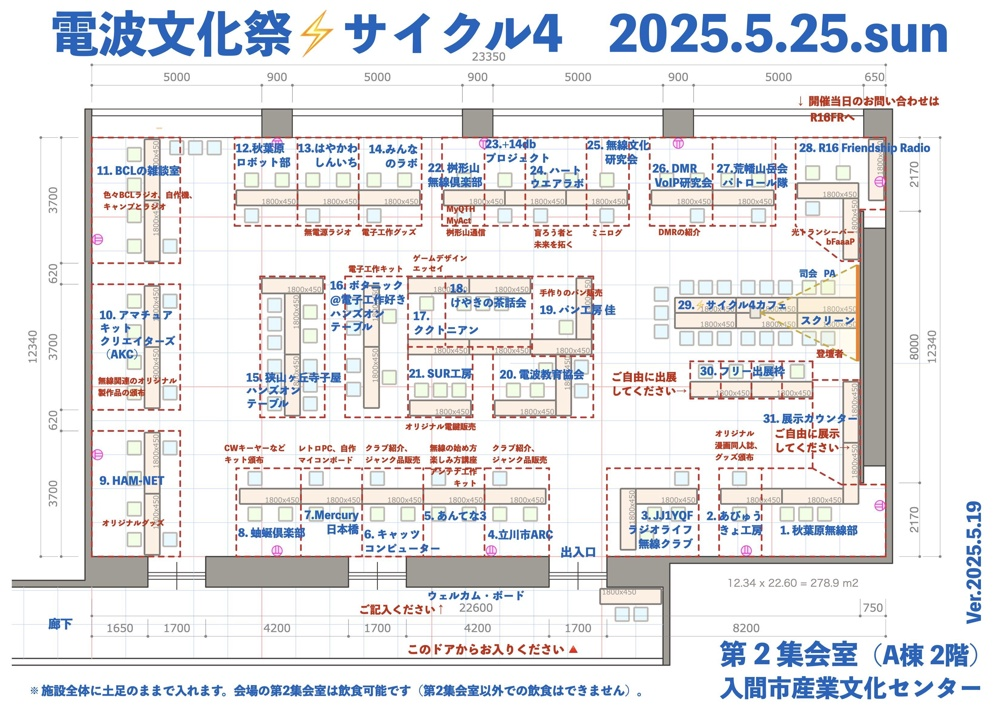 電波文化祭⚡サイクル4　2025.5.25.sun
23350
5000 900 5000 900 5000 900 5000 650
↓ 開催当日のお問い合わせは
R16FRへ
11. BCLの雑談室
色々BCLラジオ、自作機、
キャンプとラジオ
12.秋葉原
ロボット部
13.はやかわ
しんいち
無電源ラジオ
14.みんな
のラボ
電子工作グッズ
22. 桝形山
無線倶楽部
MyQTH
MyAct
桝形山通信
23.+14db
プロジェクト
24. ハート
ウエアラボ
盲ろう者と
未来を拓く
25. 無線文化
研究会
ミニログ
26. DMR
VoIP研究会
DMRの紹介
27.荒幡山岳会
パトロール隊
28. R16 Friendship Radio
光トランシーバー
bFaaaP
3700
620
3700
620
3700
12340
2170
8000
12340
2170
10. アマチュア
キット
クリエイターズ
（AKC）
無線関連のオリジナル
製作品の頒布
15. 狭山ヶ丘寺子屋
ハンズオン
テーブル
電子工作キット
16. ボタニック
@電子工作好き
ハンズオン
テーブル
ゲームデザイン
エッセイ
17.
ククトニアン
18.
けやきの茶話会
手作りのパン販売
19. パン工房 佳
21. SUR工房
オリジナル電鍵販売
20. 電波教育協会
司会 PA
29. サイクル4カフェ
スクリーン
登壇者
ご自由に出展
してください→
30. フリー出展枠
31. 展示カウンター
ご自由に展示
してください→
9. HAM-NET
オリジナルグッズ
CWキーヤーなど
キット頒布
8. 蛐蜒倶楽部
レトロPC、自作
マイコンボード
7.Mercury
日本橋
クラブ紹介、
ジャンク品販売
6. キャッツ
コンピューター
無線の始め方
楽しみ方講座
アンテナ工作
キット
5. あんてな3
クラブ紹介、
ジャンク品販売
4.立川市ARC
出入口
3. JJ1YQF
ラジオライフ
無線クラブ
オリジナル
漫画同人誌、
グッズ頒布
2. あびゅう
きょ工房
1. 秋葉原無線部
1800x450
12.34 x 22.60 = 278.9 m2
ウェルカム・ボード
ご記入ください↑
22600
750
廊下
1650 1700 4200 1700 4200 1700 8200
このドアからお入りください▲
Ver.2025.5.19
第２集会室（A棟 2階）
入間市産業文化センター
※ 施設全体に土足のままで入れます。会場の第2集会室は飲食可能です（第2集会室以外での飲食はできません）。